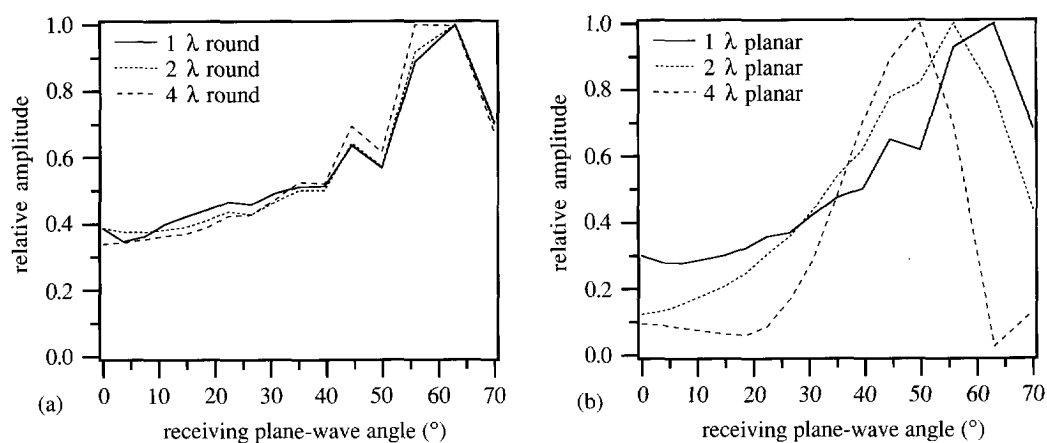 1.0
0.8
0.6
0.4
0.2
0.0
relative amplitude
1 λ round
2 λ round
4 λ round
0 10 20 30 40 50 60 70
(a)
receiving plane-wave angle (°)
1.0
0.8
0.6
0.4
0.2
0.0
relative amplitude
1 λ planar
2 λ planar
4 λ planar
0 10 20 30 40 50 60 70
(b)
receiving plane-wave angle (°)